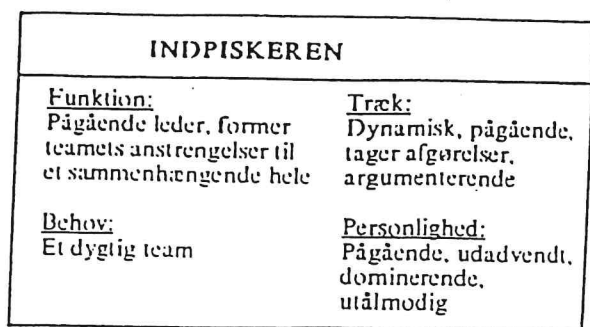 INDPISKEREN
Funktion:
Pågående leder, former
teamets anstrengelser til
et sammenhængende hele
Træk:
Dynamisk, pågående,
tager afgørelser,
argumenterende
Behov:
Et dygtig team
Personlighed:
Pågående, udadvendt,
dominerende,
utålmodig